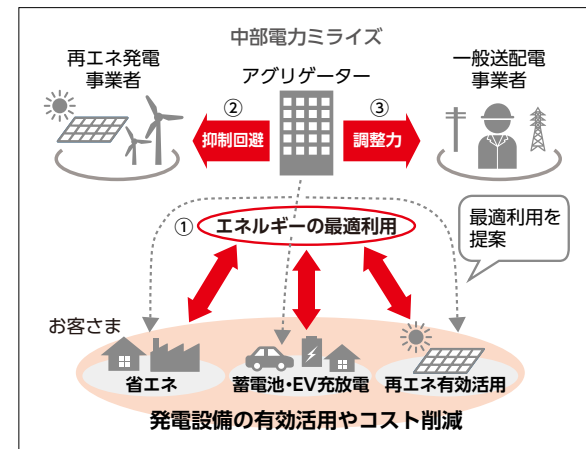 中部電力ミライズ
再エネ発電
事業者
アグリゲーター
一般送配電
事業者
②
抑制回避
③
調整力
① エネルギーの最適利用
最適利用を
提案
お客さま
省エネ
蓄電池・EV充放電
再エネ有効活用
発電設備の有効活用やコスト削減